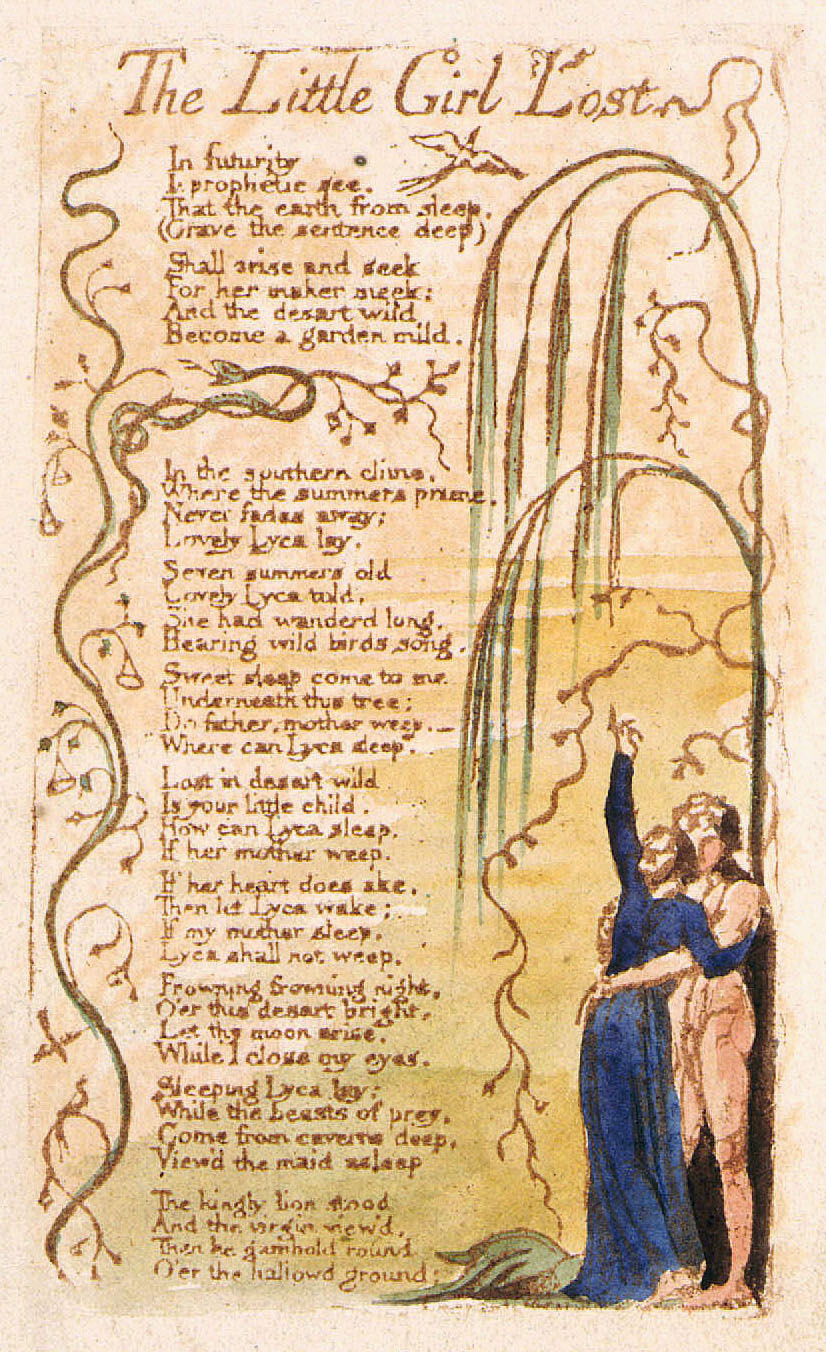 The Little Girl Lost
In futurity
I prophetic see.
That the earth from sleep.
(Grave the sentence deep)
Shall arise and seek
For her maker meek:
And the desart wild
Become a garden mild.
In the southern clime,
Where the summers prime,
Never fades away;
Lovely Lyca lay.
Seven summers old
Lovely Lyca told,
She had wanderd long,
Hearing wild birds song.
Sweet sleep come to me
Underneath this tree;
Do father, mother weep,
Where can Lyca sleep.
Lost in desart wild
Is your little child.
How can Lyca sleep,
If her mother weep.
If her heart does ake,
Then let Lyca wake;
If my mother sleep,
Lyca shall not weep.
Frowning frowning night,
O'er this desart bright,
Let thy moon arise,
While I close my eyes.
Sleeping Lyca lay;
While the beasts of prey,
Come from caverns deep,
View'd the maid asleep
The kingly lion stood
And the virgin view'd,
Then he gambold round
O'er the hallowd ground;